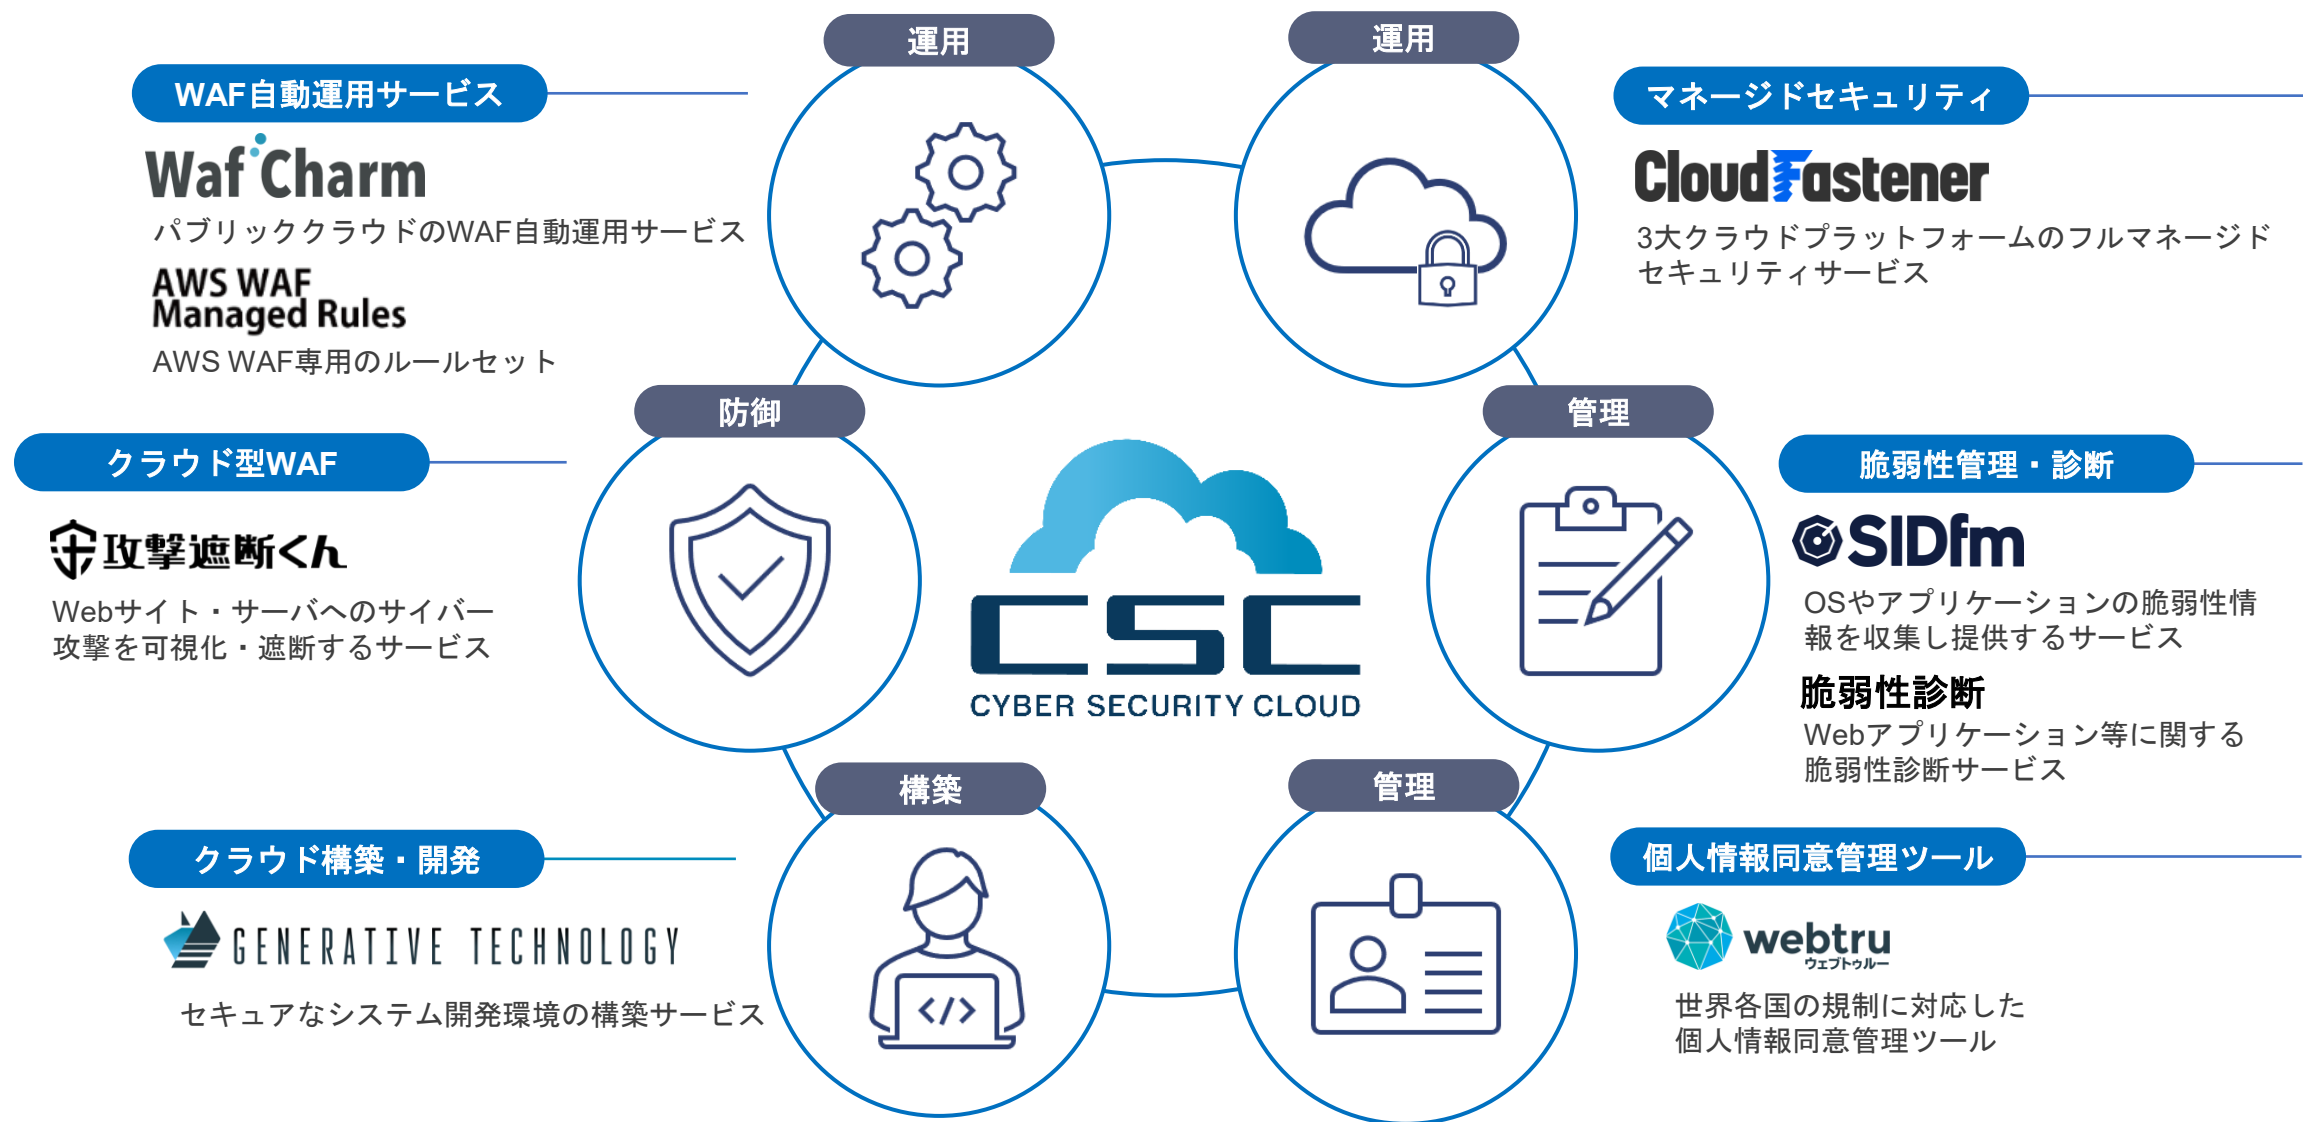 運用
運用
WAF自動運用サービス
WafCharm
パブリッククラウドのWAF自動運用サービス
AWS WAF
Managed Rules
AWS WAF専用のルールセット
マネージドセキュリティ
CloudFastener
3大クラウドプラットフォームのフルマネージド
セキュリティサービス
防御
クラウド型WAF
攻撃遮断くん
Webサイト・サーバへのサイバー
攻撃を可視化・遮断するサービス
CSC
CYBER SECURITY CLOUD
管理
脆弱性管理・診断
SIDfm
OSやアプリケーションの脆弱性情
報を収集し提供するサービス
脆弱性診断
Webアプリケーション等に関する
脆弱性診断サービス
構築
クラウド構築・開発
GENERATIVE TECHNOLOGY
セキュアなシステム開発環境の構築サービス
</>
管理
個人情報同意管理ツール
webtru
ウェブトゥルー
世界各国の規制に対応した
個人情報同意管理ツール